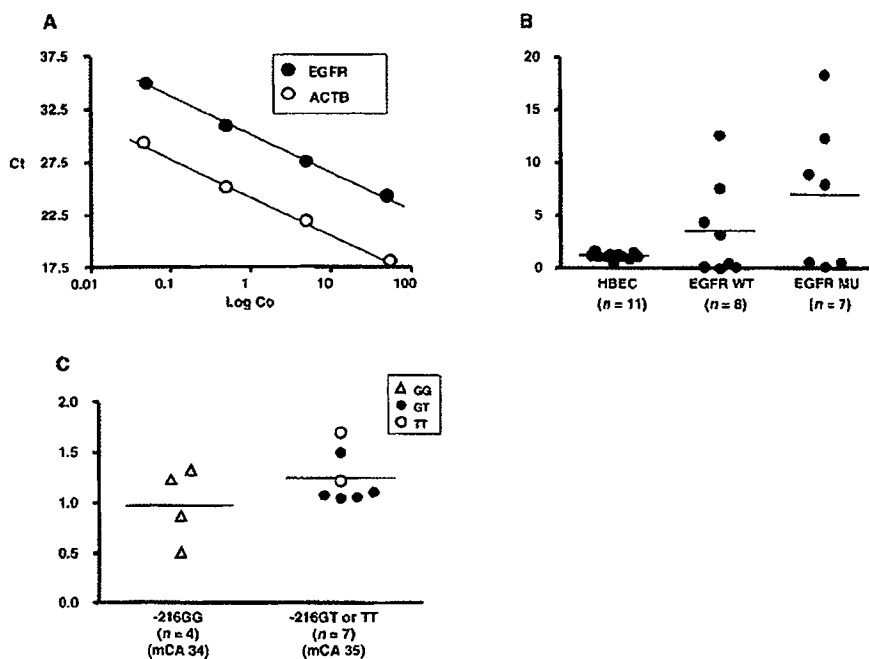 A
37.5
32.5
Ct
27.5
22.5
17.5
0.01
0.1
1
10
100
Log Co
EGFR
ACTB
B
20
15
10
5
0
HBEC
(n = 11)
EGFR WT
(n = 8)
EGFR MU
(n = 7)
C
2.0
1.5
1.0
0.5
0.0
GG
GT
TT
-216GG
(n = 4)
(mCA 34)
-216GT or TT
(n = 7)
(mCA 35)